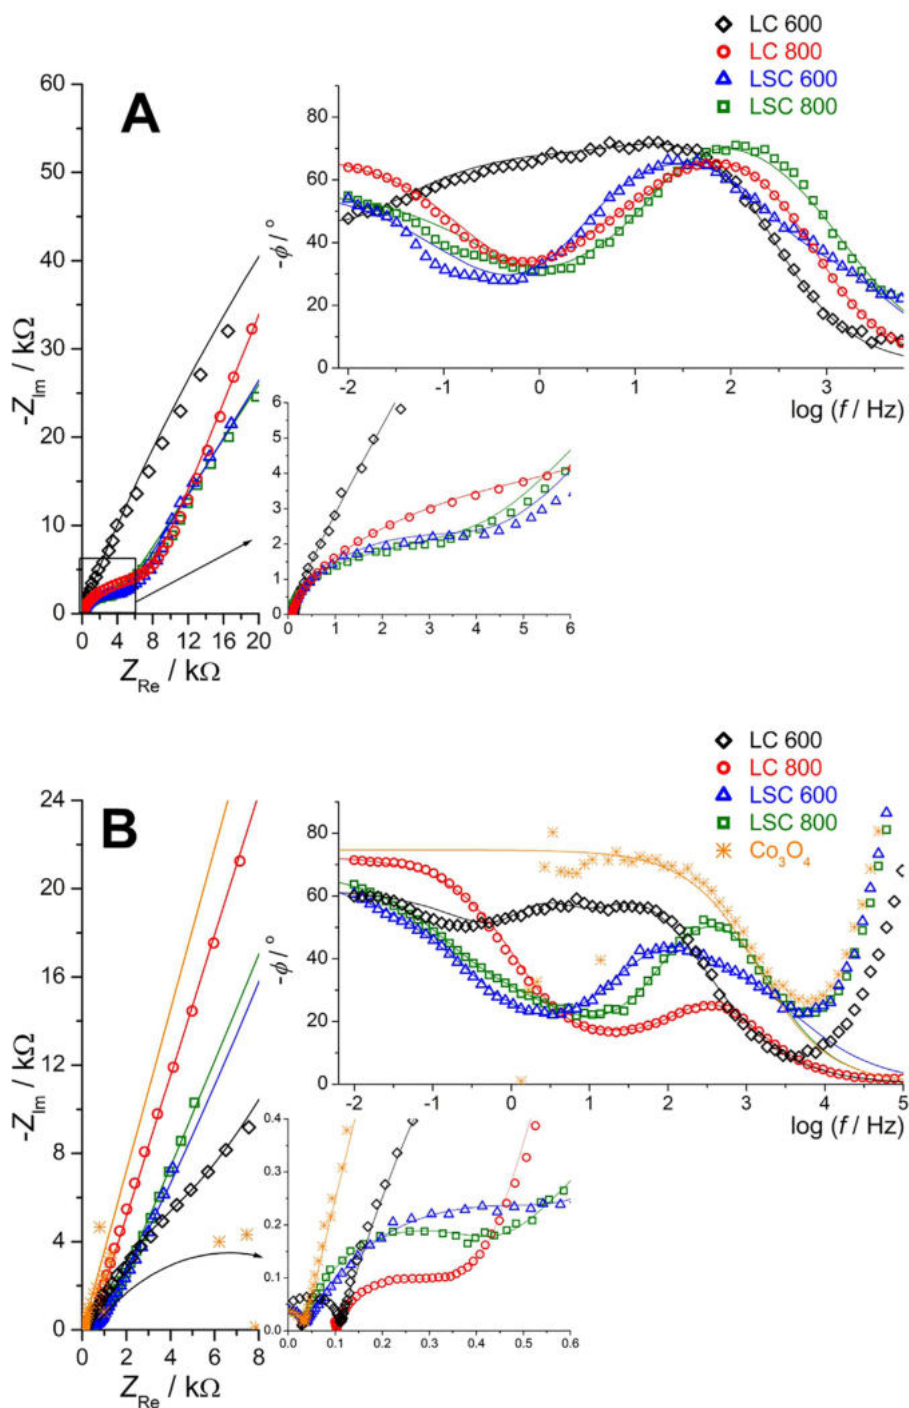 LC 600
LC 800
LSC 600
LSC 800
A
60
50
40
30
20
10
0
-Z_Im / kΩ
0 4 8 12 16 20
Z_Re / kΩ
80
60
40
20
0
-ϕ / °
-2 -1 0 1 2 3
log (f / Hz)
6
5
4
3
2
1
0
0 1 2 3 4 5 6
LC 600
LC 800
LSC 600
LSC 800
Co₃O₄
B
24
20
16
12
8
4
0
-Z_Im / kΩ
0 2 4 6 8
Z_Re / kΩ
80
60
40
20
0
-ϕ / °
-2 -1 0 1 2 3 4 5
log (f / Hz)
0.4
0.3
0.2
0.1
0.0
0.0 0.1 0.2 0.3 0.4 0.5 0.6